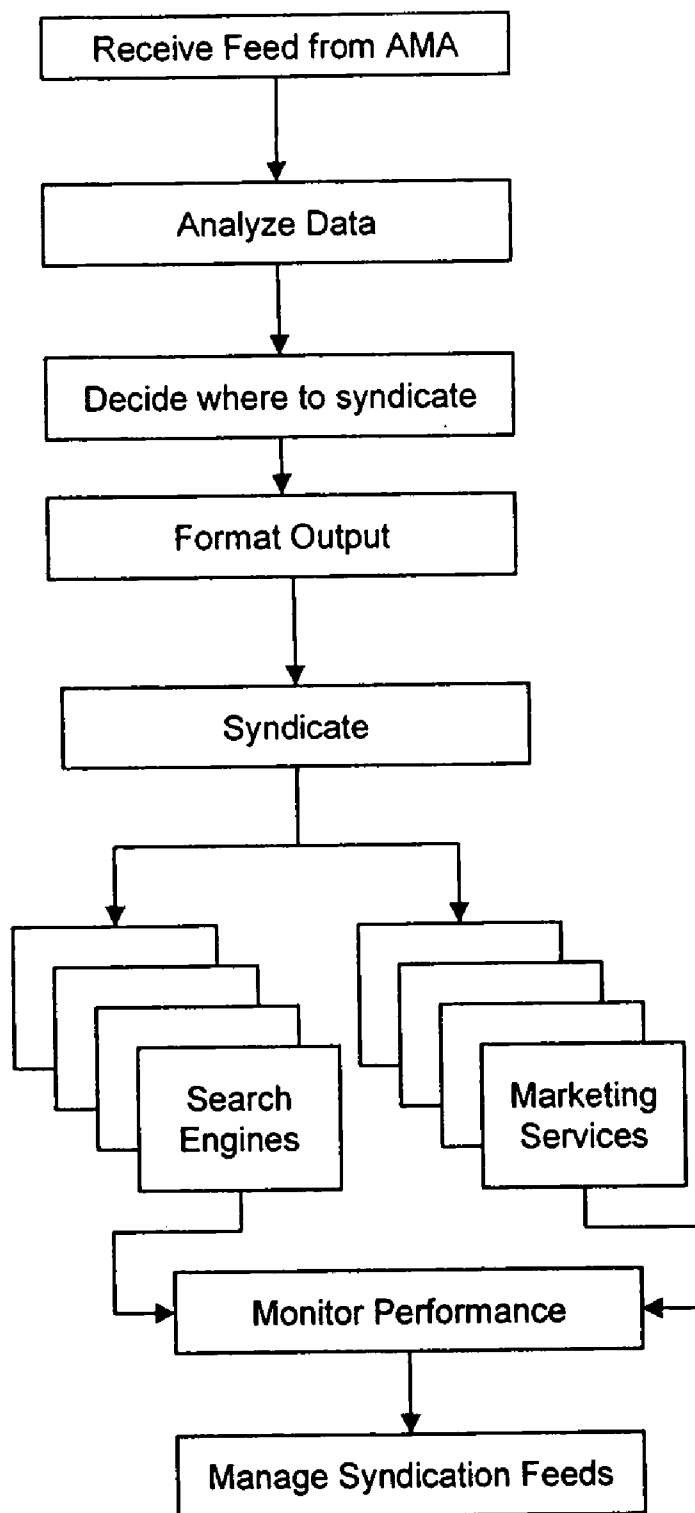 Receive Feed from AMA
Analyze Data
Decide where to syndicate
Format Output
Syndicate
Search
Engines
Marketing
Services
Monitor Performance
Manage Syndication Feeds